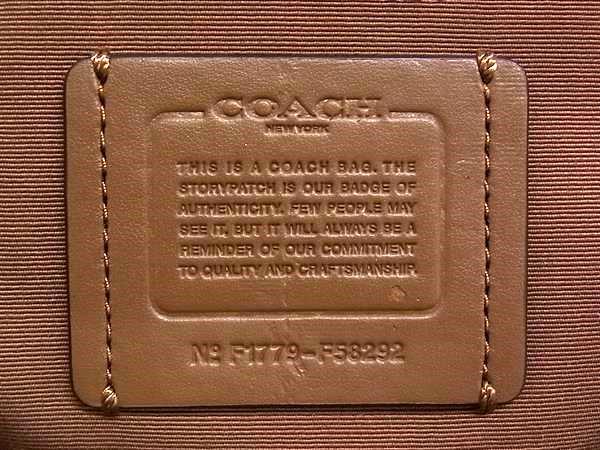 COACH
NEW YORK
THIS IS A COACH BAG. THE
STORYPATCH IS OUR BADGE OF
AUTHENTICITY. FEW PEOPLE MAY
SEE IT. BUT IT WILL ALWAYS BE A
REMINDER OF OUR COMMITMENT
TO QUALITY AND CRAFTSMANSHIP.
Nº F1779-F58292